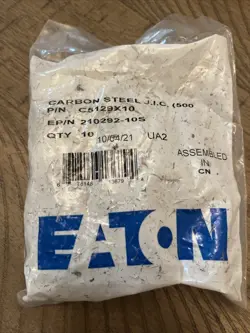 CARBON STEEL J.I.C. (500
P/N C5129X10
EP/N 210292-10S
QTY 10 10/04/21 UA2
ASSEMBLED
IN
CN
EATON